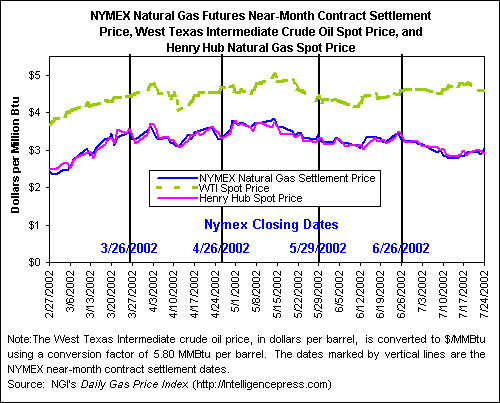 NYMEX Natural Gas Futures Near-Month Contract Settlement
Price, West Texas Intermediate Crude Oil Spot Price, and
Henry Hub Natural Gas Spot Price
Dollars per Million Btu
$5
$4
$3
$2
$1
$0
NYMEX Natural Gas Settlement Price
WTI Spot Price
Henry Hub Spot Price
Nymex Closing Dates
3/26/2002
4/26/2002
5/29/2002
6/26/2002
2/27/2002
3/6/2002
3/13/2002
3/20/2002
3/27/2002
4/3/2002
4/10/2002
4/17/2002
4/24/2002
5/1/2002
5/8/2002
5/15/2002
5/22/2002
5/29/2002
6/5/2002
6/12/2002
6/19/2002
6/26/2002
7/3/2002
7/10/2002
7/17/2002
7/24/2002
Note:The West Texas Intermediate crude oil price, in dollars per barrel, is converted to $/MMBtu
using a conversion factor of 5.80 MMBtu per barrel. The dates marked by vertical lines are the
NYMEX near-month contract settlement dates.
Source: NGI's Daily Gas Price Index (http://intelligencepress.com)